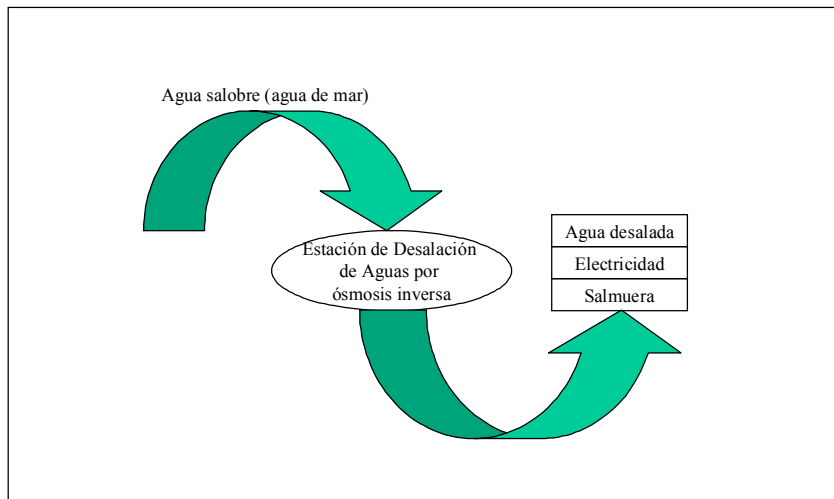 Agua salobre (agua de mar)
Estación de Desalación
de Aguas por
ósmosis inversa
Agua desalada
Electricidad
Salmuera